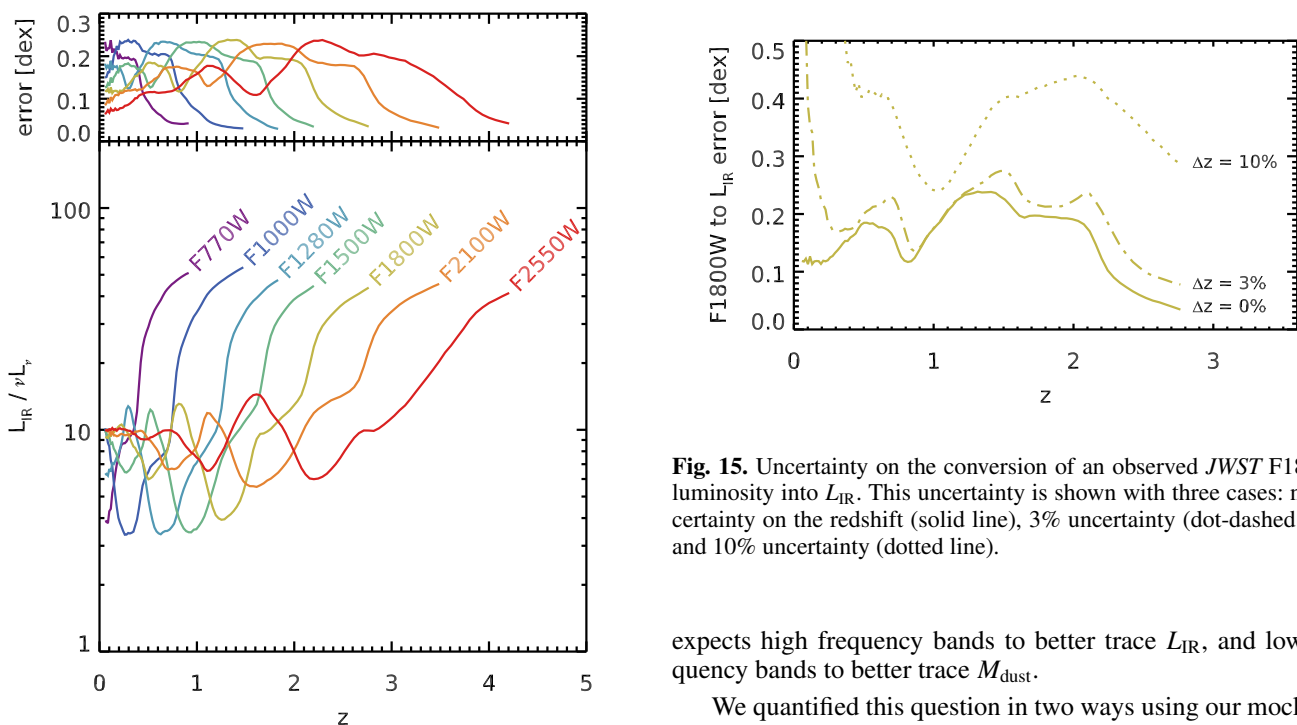 0.3
0.2
0.1
0.0
error [dex]
100
10
1
L_IR / νL_ν
F770W
F1000W
F1280W
F1500W
F1800W
F2100W
F2550W
0 1 2 3 4 5
z
0.5
0.4
0.3
0.2
0.1
0.0
F1800W to L_IR error [dex]
Δz = 10%
Δz = 3%
Δz = 0%
0 1 2 3
z
Fig. 15. Uncertainty on the conversion of an observed JWST F18
luminosity into L_IR. This uncertainty is shown with three cases:
certainty on the redshift (solid line), 3% uncertainty (dot-dashed
and 10% uncertainty (dotted line).
expects high frequency bands to better trace L_IR, and low
quency bands to better trace M_dust.
We quantified this question in two ways using our mock